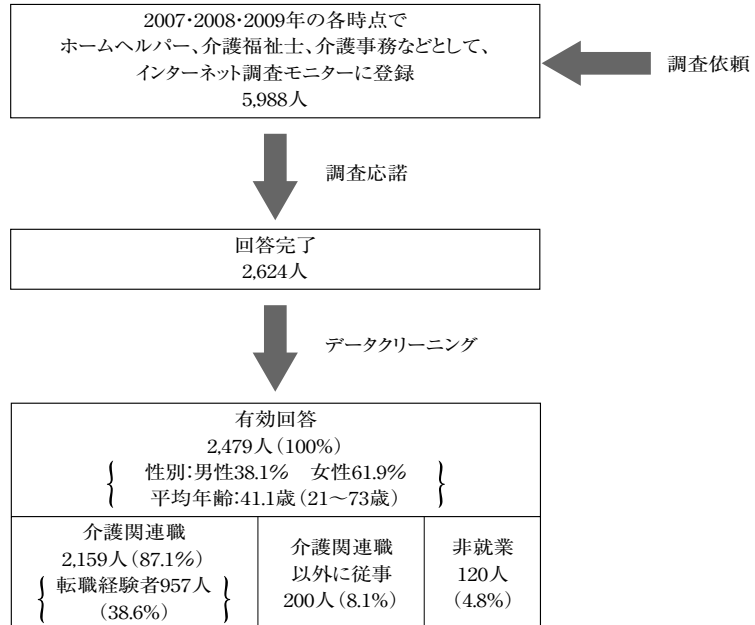 2007・2008・2009年の各時点で
ホームヘルパー、介護福祉士、介護事務などとして、
インターネット調査モニターに登録
5,988人
調査依頼
調査応諾
回答完了
2,624人
データクリーニング
有効回答
2,479人(100%)
性別:男性38.1% 女性61.9%
平均年齢:41.1歳(21〜73歳)
介護関連職
2,159人(87.1%)
転職経験者957人
(38.6%)
介護関連職
以外に従事
200人(8.1%)
非就業
120人
(4.8%)